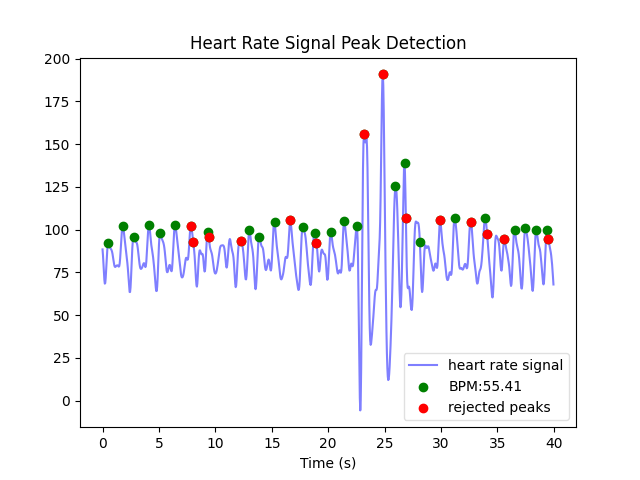 Heart Rate Signal Peak Detection
200
175
150
125
100
75
50
25
0
heart rate signal
BPM:55.41
rejected peaks
0 5 10 15 20 25 30 35 40
Time (s)